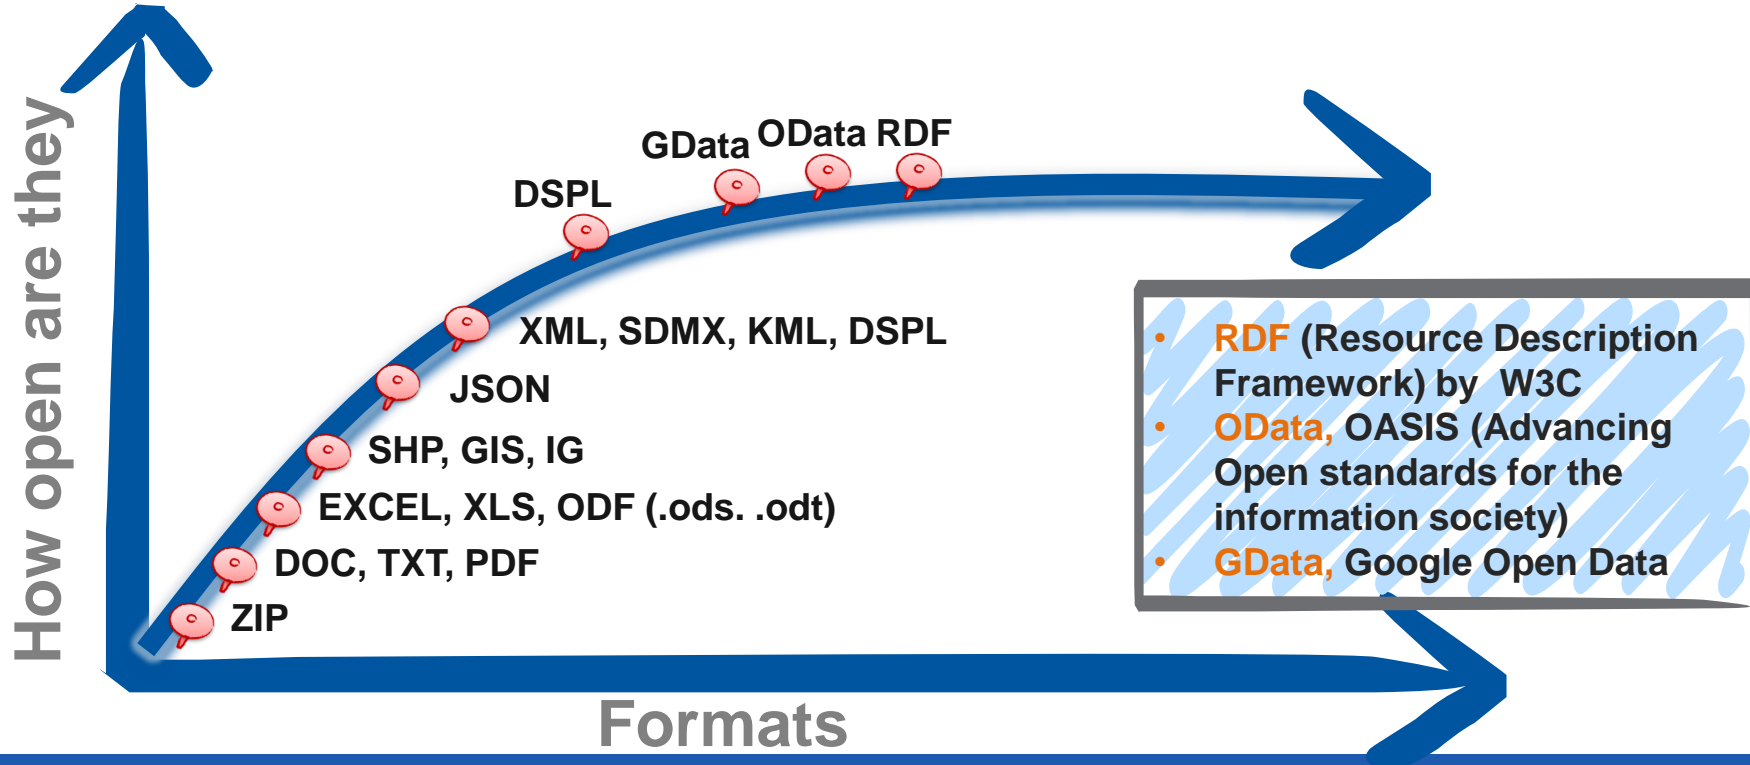 How open are they
GData
OData RDF
DSPL
XML, SDMX, KML, DSPL
JSON
SHP, GIS, IG
EXCEL, XLS, ODF (.ods. .odt)
DOC, TXT, PDF
ZIP
• RDF (Resource Description
Framework) by W3C
• OData, OASIS (Advancing
Open standards for the
information society)
• GData, Google Open Data
Formats